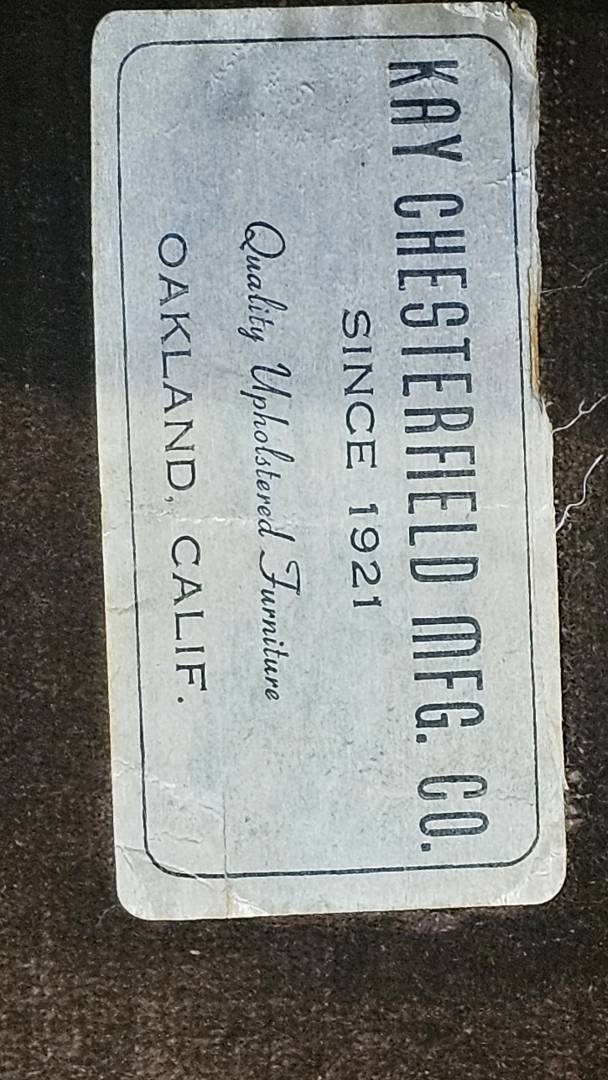 KAY CHESTERFIELD MFG. CO.
SINCE 1921
Quality Upholstered Furniture
OAKLAND, CALIF.